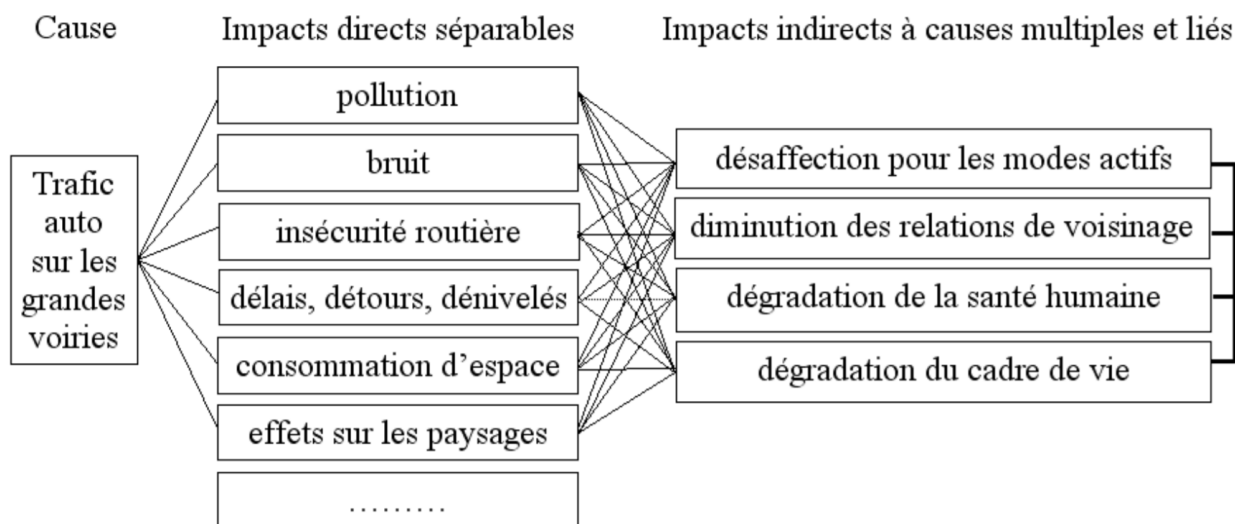 Cause
Impacts directs séparables
Impacts indirects à causes multiples et liés
Trafic
auto
sur les
grandes
voiries
pollution
bruit
insécurité routière
délais, détours, dénivelés
consommation d’espace
effets sur les paysages
………
désaffection pour les modes actifs
diminution des relations de voisinage
dégradation de la santé humaine
dégradation du cadre de vie